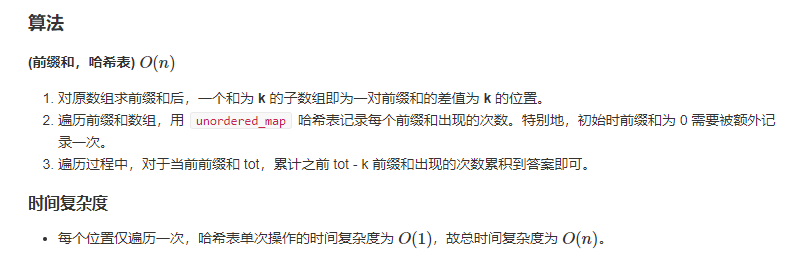 算法
(前缀和，哈希表) O(n)
1. 对原数组求前缀和后，一个和为 k 的子数组即为一对前缀和的差值为 k 的位置。
2. 遍历前缀和数组，用 unordered_map 哈希表记录每个前缀和出现的次数。特别地，初始时前缀和为 0 需要被额外记
录一次。
3. 遍历过程中，对于当前前缀和 tot，累计之前 tot - k 前缀和出现的次数累积到答案即可。
时间复杂度
• 每个位置仅遍历一次，哈希表单次操作的时间复杂度为 O(1)，故总时间复杂度为 O(n)。